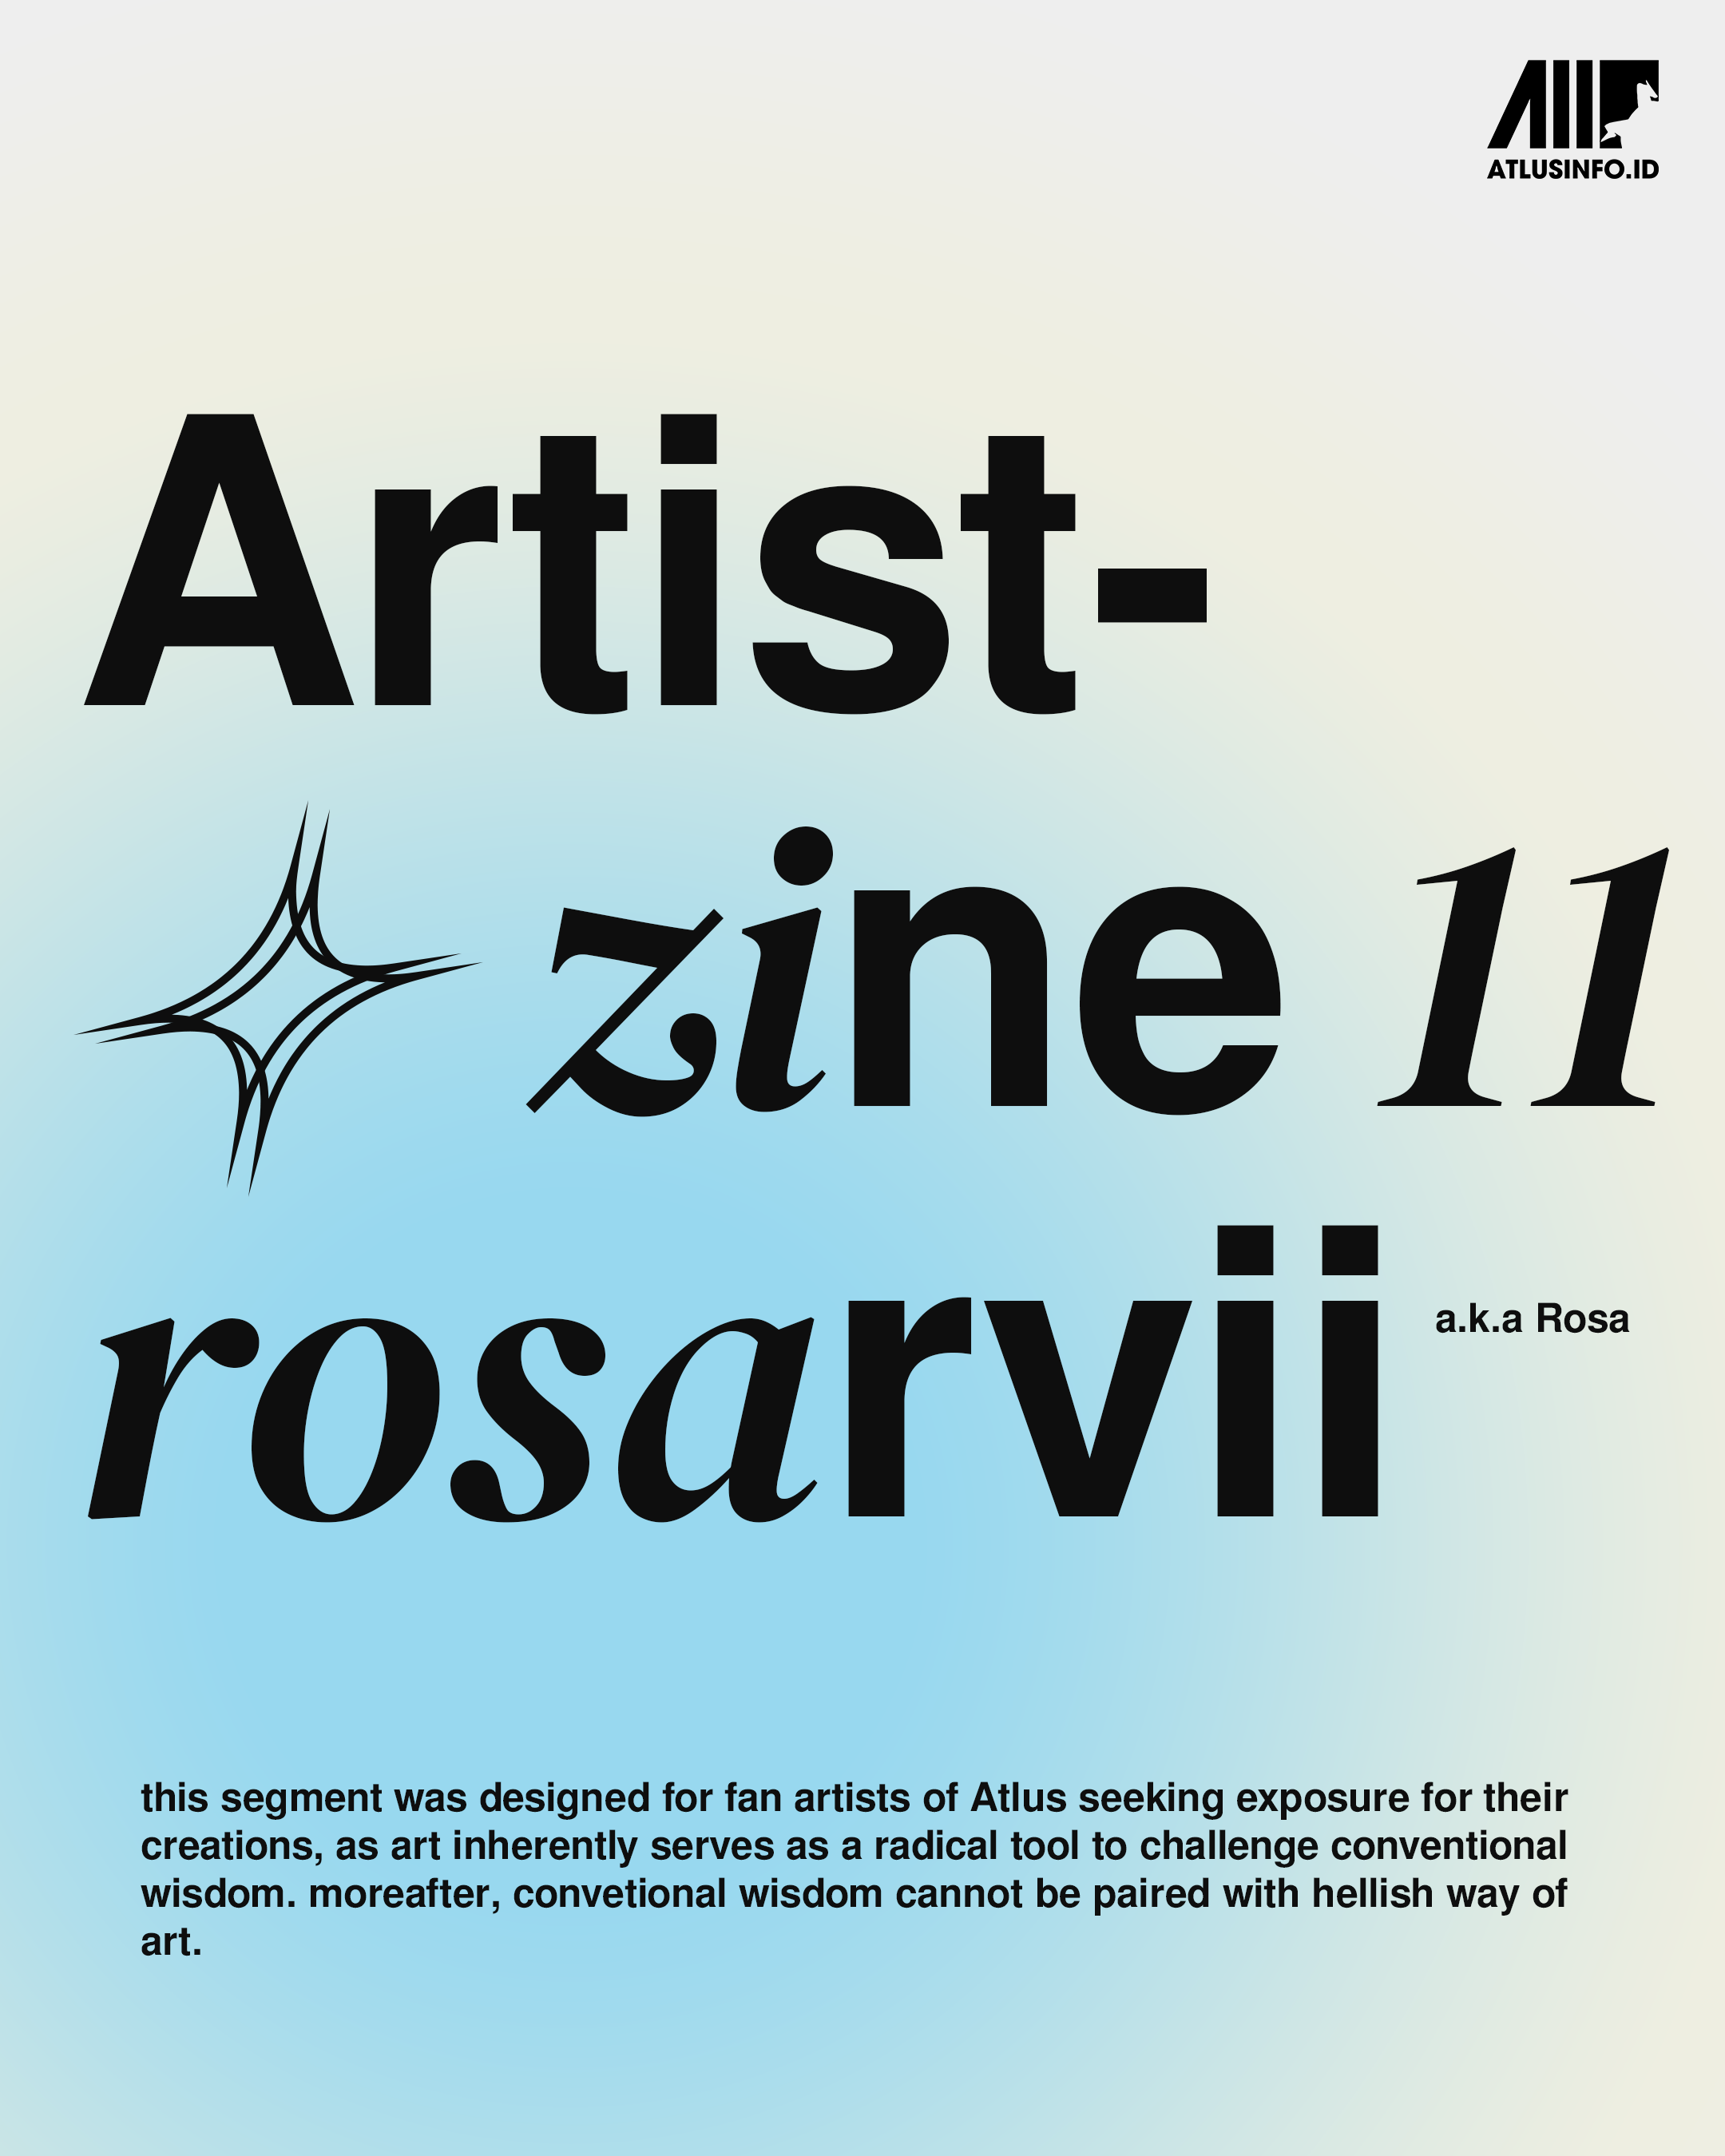 ATLUSINFO.ID
Artist-
zine 11
rosarvii
a.k.a Rosa
this segment was designed for fan artists of Atlus seeking exposure for their
creations, as art inherently serves as a radical tool to challenge conventional
wisdom. moreafter, convetional wisdom cannot be paired with hellish way of
art.